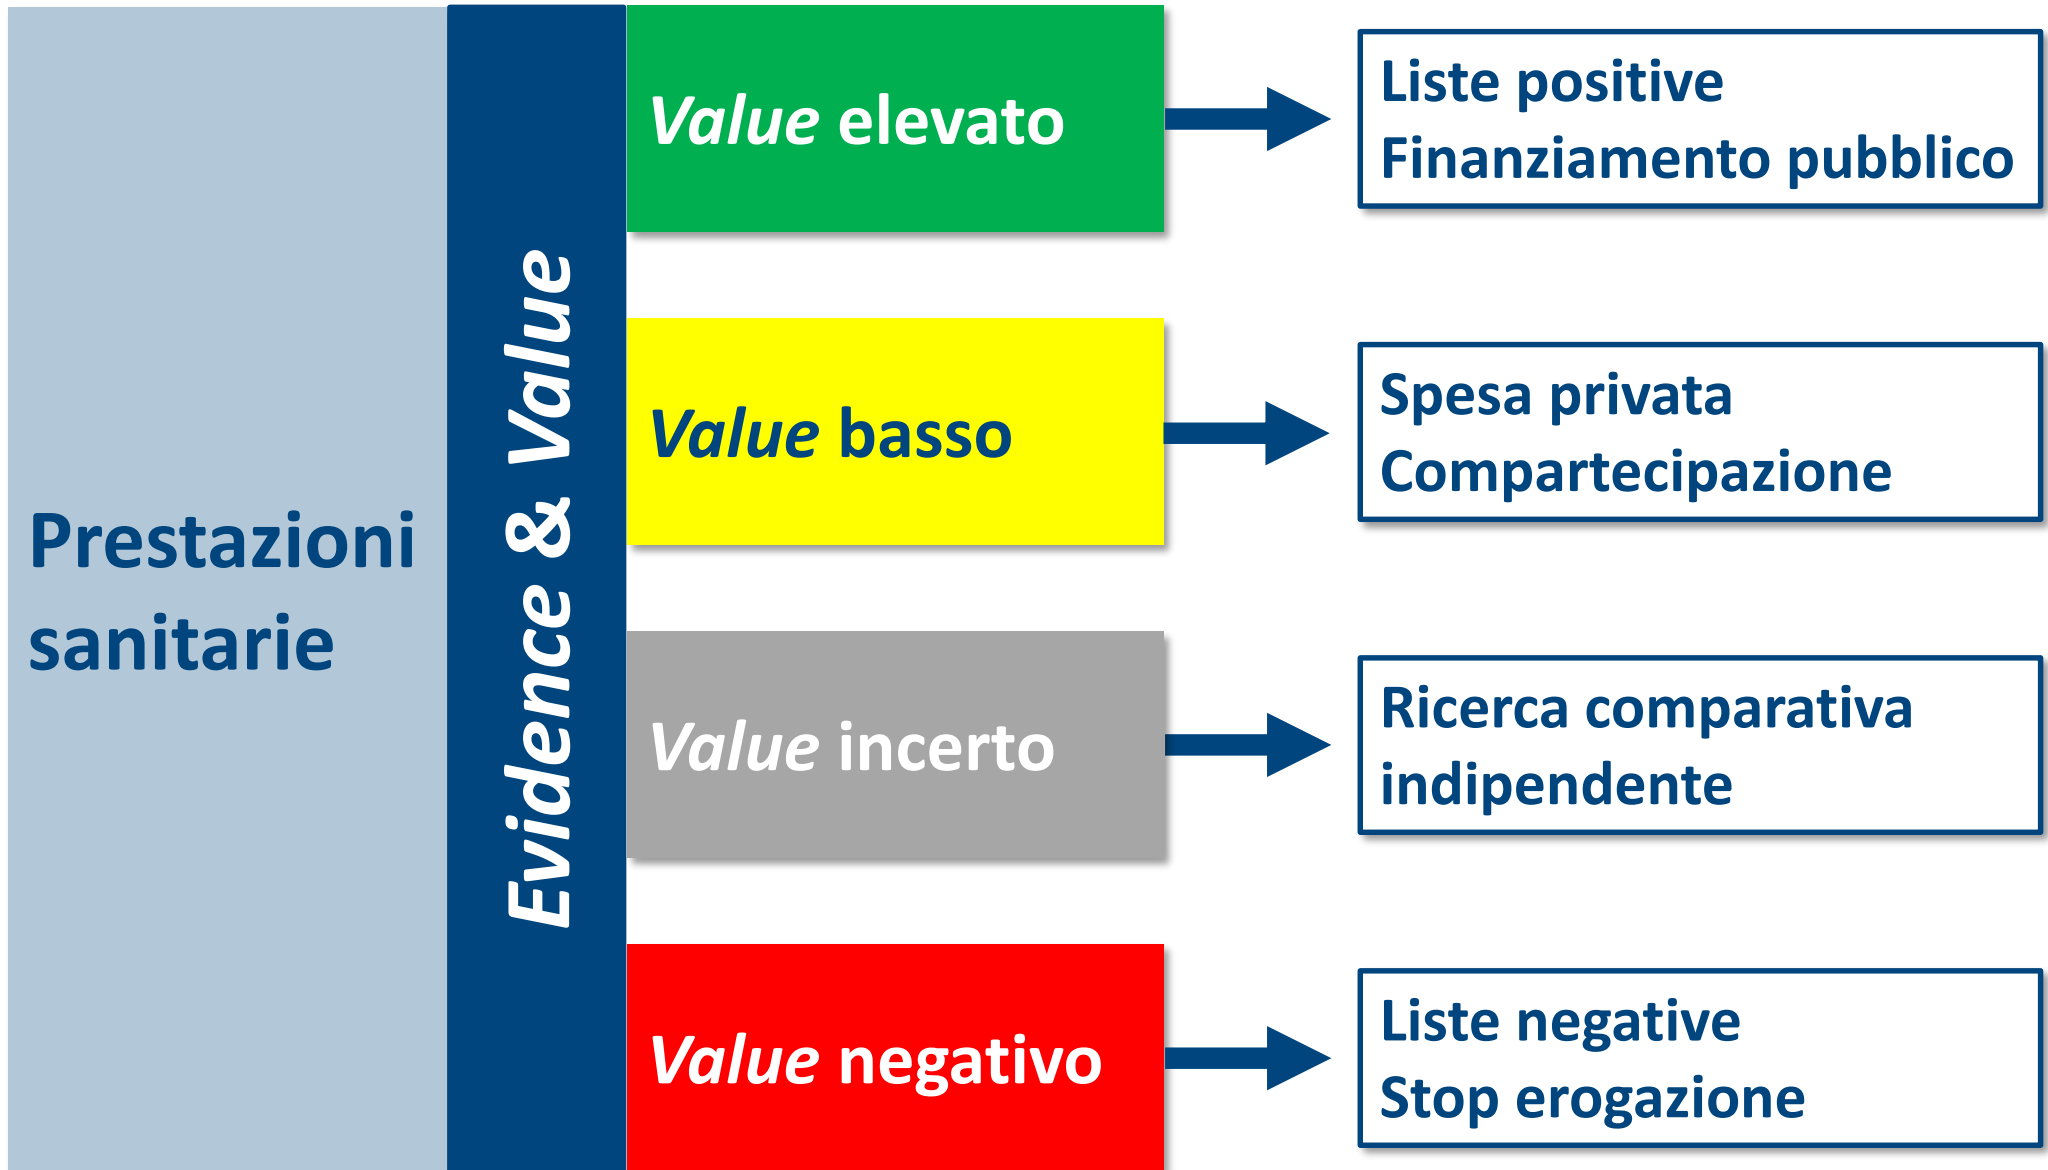 Prestazioni
sanitarie
Evidence & Value
Value elevato
Liste positive
Finanziamento pubblico
Value basso
Spesa privata
Compartecipazione
Value incerto
Ricerca comparativa
indipendente
Value negativo
Liste negative
Stop erogazione